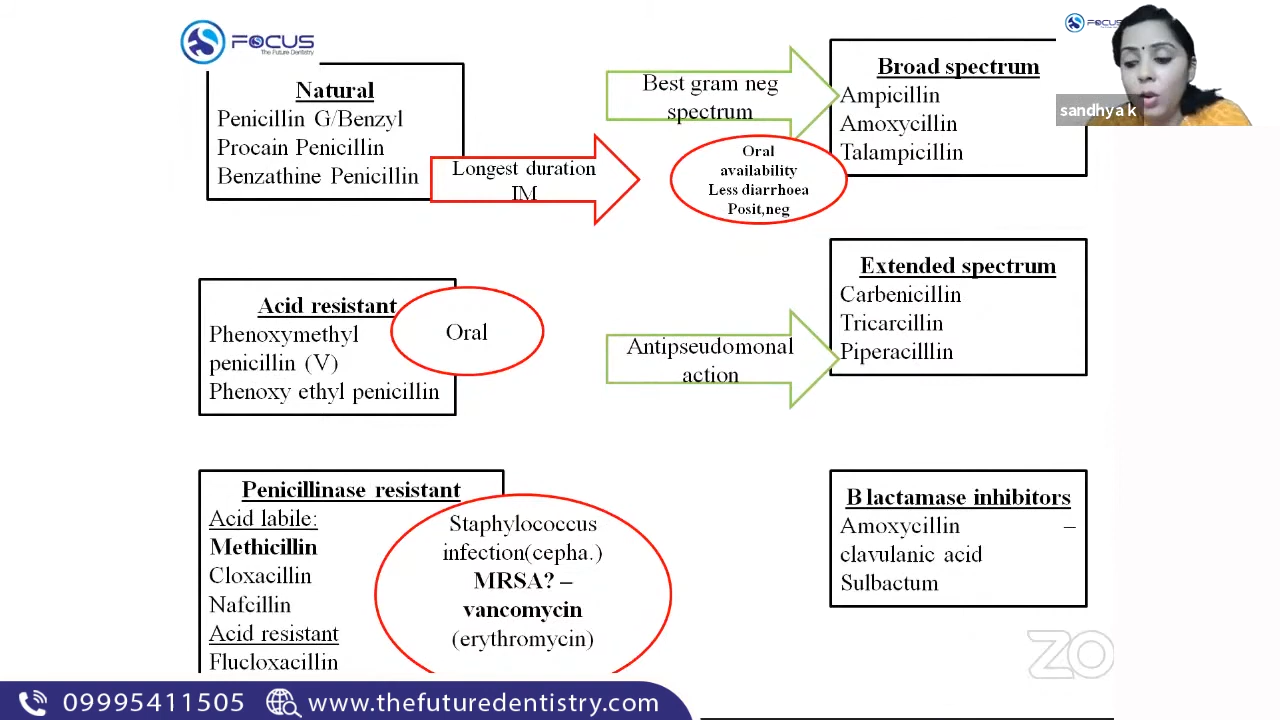 FOCUS
The Future Dentistry
Natural
Penicillin G/Benzyl
Procain Penicillin
Benzathine Penicillin
Longest duration
IM
Best gram neg
spectrum
Broad spectrum
Ampicillin
Amoxycillin
Talampicillin
Oral
availability
Less diarrhoea
Posit,neg
sandhya k
Acid resistant
Phenoxymethyl
penicillin (V)
Phenoxy ethyl penicillin
Oral
Antipseudomonal
action
Extended spectrum
Carbenicillin
Tricarcillin
Piperacilllin
Penicillinase resistant
Acid labile:
Methicillin
Cloxacillin
Nafcillin
Acid resistant
Flucloxacillin
Staphylococcus
infection(cepha.)
MRSA? –
vancomycin
(erythromycin)
B lactamase inhibitors
Amoxycillin –
clavulanic acid
Sulbactum
ZO
09995411505 www.thefuturedentistry.com